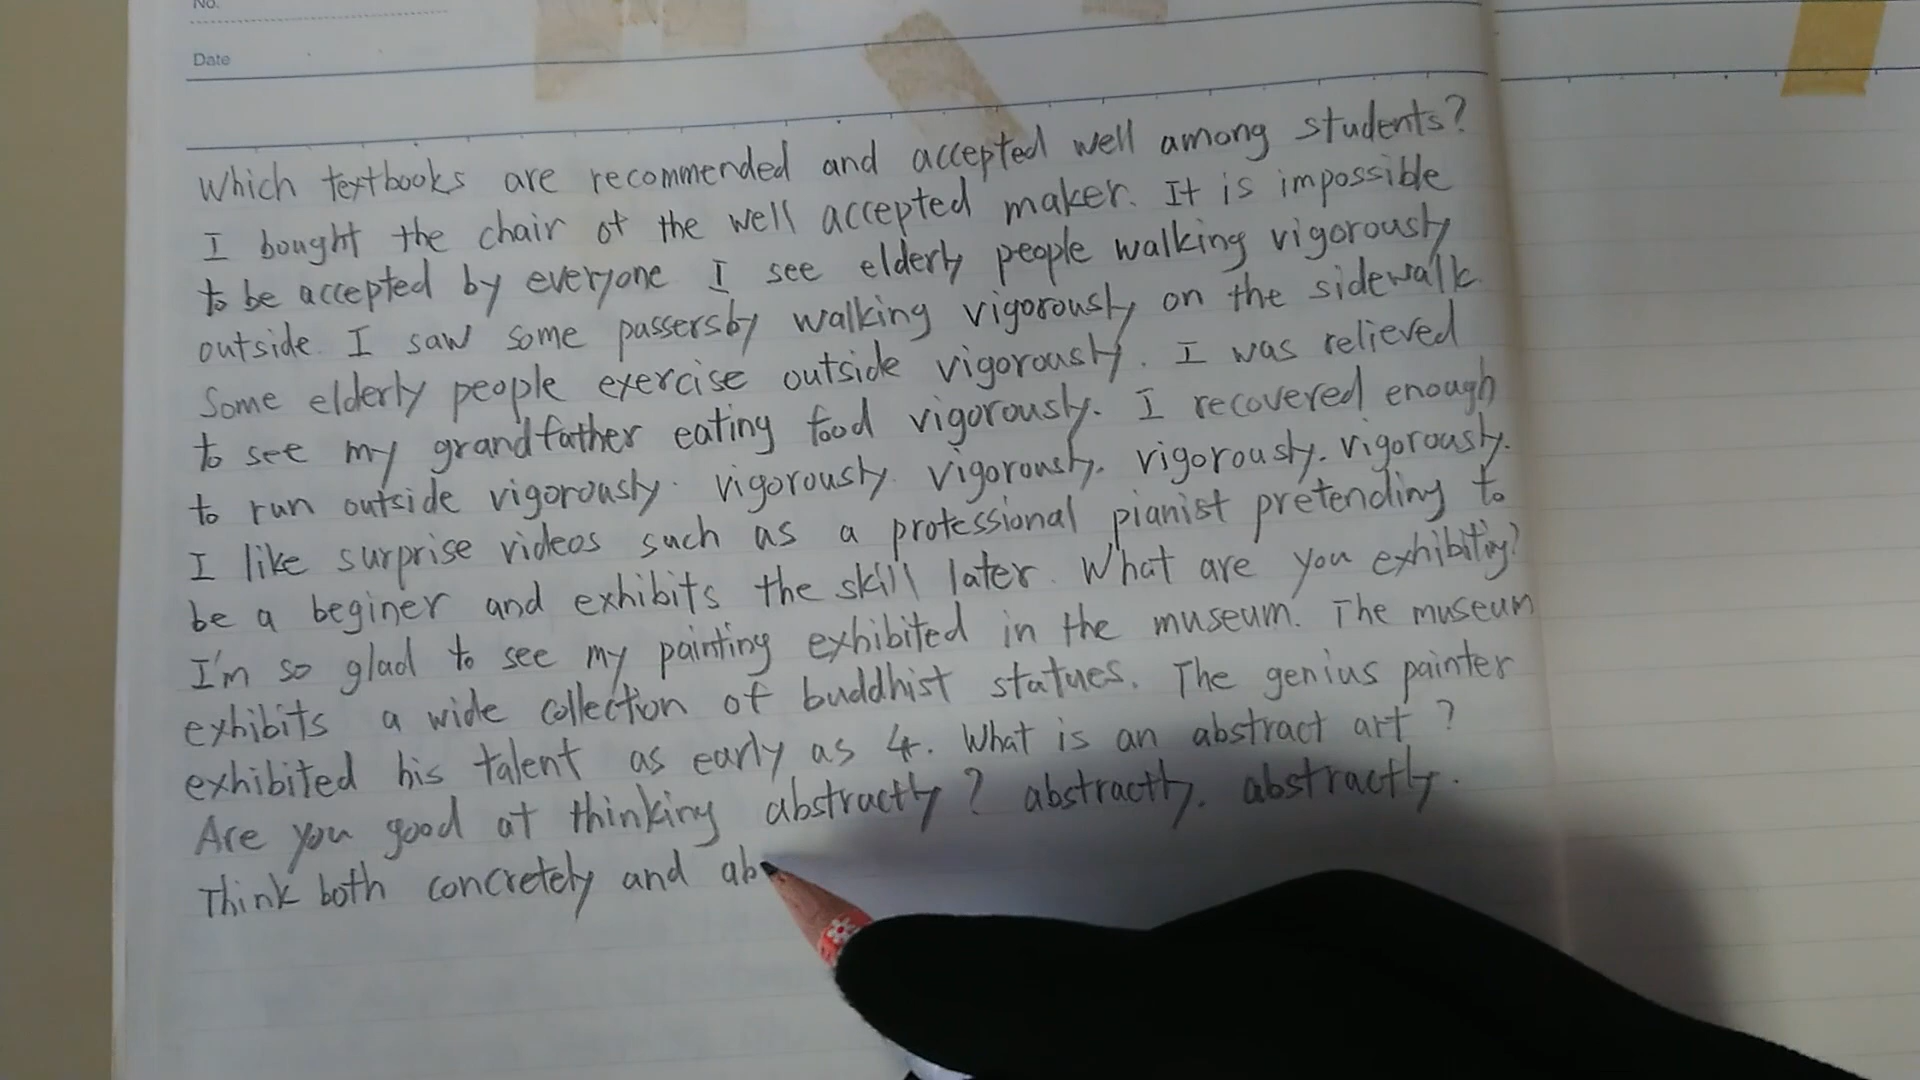 No.
Date
Which textbooks are recommended and accepted well among students?
I bought the chair of the well accepted maker. It is impossible
to be accepted by everyone I see elderly people walking vigorously
outside. I saw some passersby walking vigorously on the sidewalk
Some elderly people exercise outside vigorously. I was relieved
to see my grandfather eating food vigorously. I recovered enough
to run outside vigorously. vigorously vigorously. vigorously. vigorously.
I like surprise videos such as a professional pianist pretending to
be a beginer and exhibits the skill later. What are you exhibiting?
I'm so glad to see my painting exhibited in the museum. The museum
exhibits a wide collection of buddhist statues. The genius painter
exhibited his talent as early as 4. What is an abstract art?
Are you good at thinking abstractly? abstractly. abstractly.
Think both concretely and ab